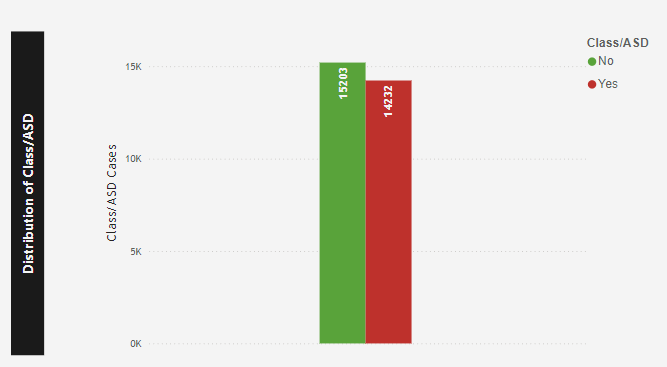 Distribution of Class/ASD
Class/ASD Cases
15K
10K
5K
0K
15203
14232
Class/ASD
No
Yes